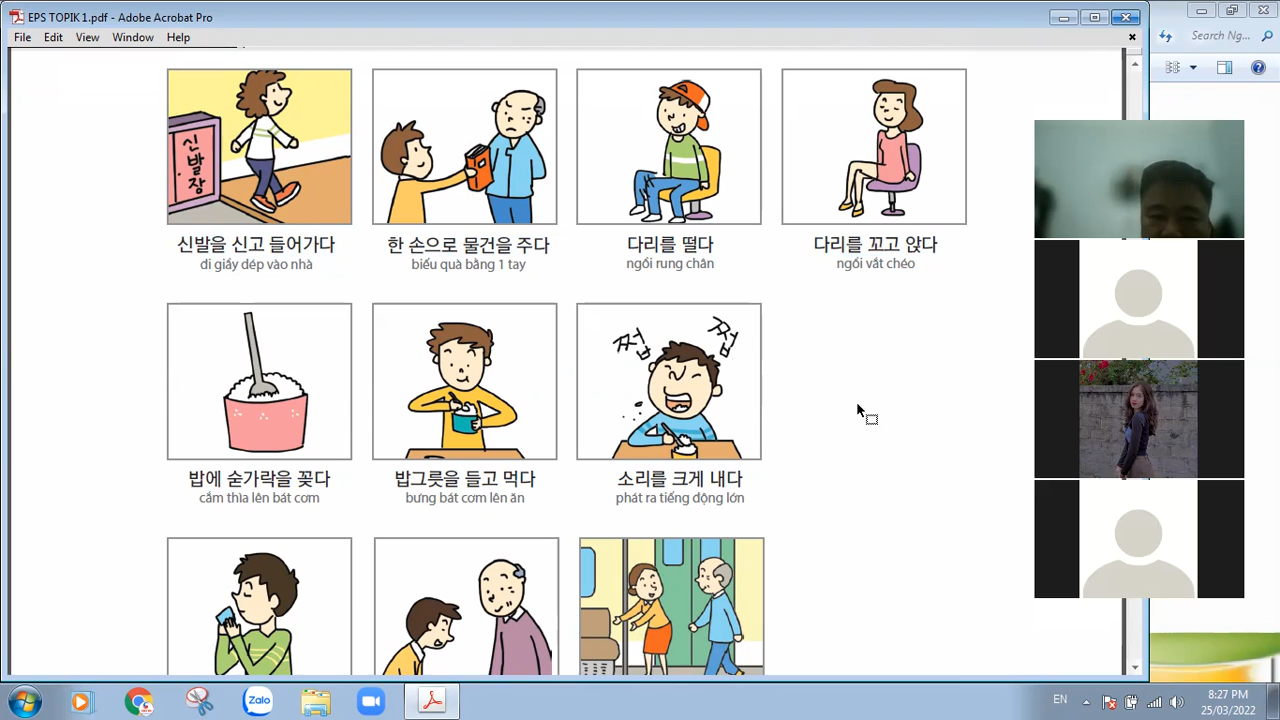 EPS TOPIK 1.pdf - Adobe Acrobat Pro
File Edit View Window Help
Search Ng...
신발장
신발을 신고 들어가다
한 손으로 물건을 주다
다리를 떨다
다리를 꼬고 앉다
đi giầy dép vào nhà
biếu quà bằng 1 tay
ngồi rung chân
ngồi vắt chéo
쩝 쩝
밥에 숟가락을 꽂다
밥그릇을 들고 먹다
소리를 크게 내다
cắm thìa lên bát cơm
bưng bát cơm lên ăn
phát ra tiếng động lớn
Zalo
EN
8:27 PM
25/03/2022